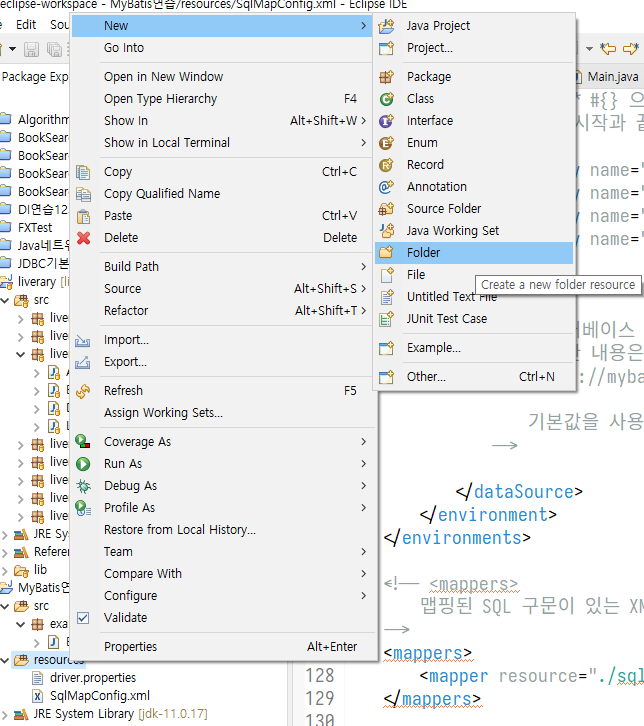 eclipse-workspace - MyBatis연습/resources/SqlMapConfig.xml - Eclipse IDE
Edit
New
Go Into
Open in New Window
Open Type Hierarchy F4
Show In Alt+Shift+W
Show in Local Terminal
Copy Ctrl+C
Copy Qualified Name
Paste Ctrl+V
Delete Delete
Build Path
Source Alt+Shift+S
Refactor Alt+Shift+T
Import...
Export...
Refresh F5
Assign Working Sets...
Coverage As
Run As
Debug As
Profile As
Restore from Local History...
Team
Compare With
Configure
Validate
Properties Alt+Enter
Java Project
Project...
Package
Class
Interface
Enum
Record
Annotation
Source Folder
Java Working Set
Folder
File
Untitled Text File
JUnit Test Case
Example...
Other... Ctrl+N
Create a new folder resource
Package Exp
Algorithm
BookSear
BookSear
BookSear
BookSear
DI연습12
FXTest
Java네트
JDBC기본
liverary [li
src
live
live
live
live
live
live
live
JRE Sys
Refere
lib
MyBatis연
src
exa
resources
driver.properties
SqlMapConfig.xml
JRE System Library [jdk-11.0.17]
Main.java
#{} 으
시작과 끝
name="
name="
name="
name="
베이스
내용은
://myba
기본값을 사용
-->
</dataSource>
</environment>
</environments>
<!-- <mappers>
맵핑된 SQL 구문이 있는 XM
-->
<mappers>
128 <mapper resource="./sql
129 </mappers>
130